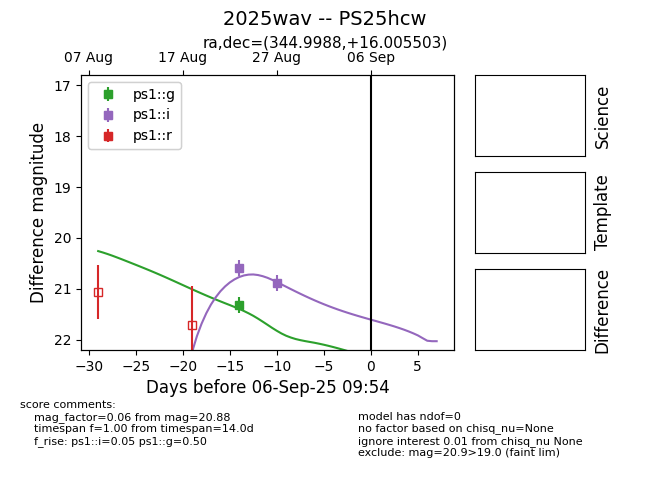 2025wav -- PS25hcw
ra,dec=(344.9988,+16.005503)
07 Aug 17 Aug 27 Aug 06 Sep
ps1::g
ps1::i
ps1::r
Difference magnitude
17
18
19
20
21
22
−30 −25 −20 −15 −10 −5 0 5
Days before 06-Sep-25 09:54
Science
Template
Difference
score comments:
mag_factor=0.06 from mag=20.88
timespan f=1.00 from timespan=14.0d
f_rise: ps1::i=0.05 ps1::g=0.50
model has ndof=0
no factor based on chisq_nu=None
ignore interest 0.01 from chisq_nu None
exclude: mag=20.9>19.0 (faint lim)